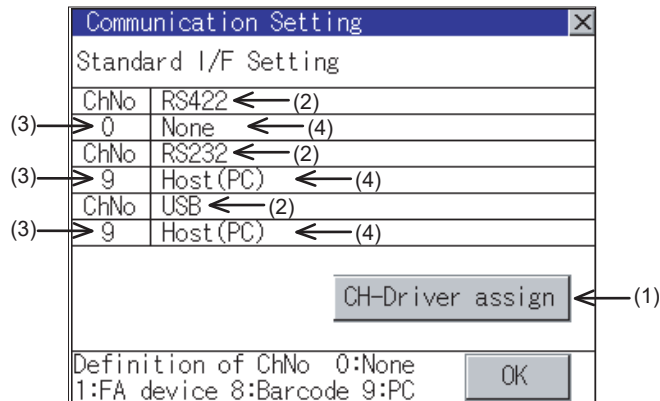 Communication Setting
Standard I/F Setting
ChNo RS422 (2)
(3) 0 None (4)
ChNo RS232 (2)
(3) 9 Host(PC) (4)
ChNo USB (2)
(3) 9 Host(PC) (4)
CH-Driver assign (1)
Definition of ChNo 0:None
1:FA device 8:Barcode 9:PC
OK